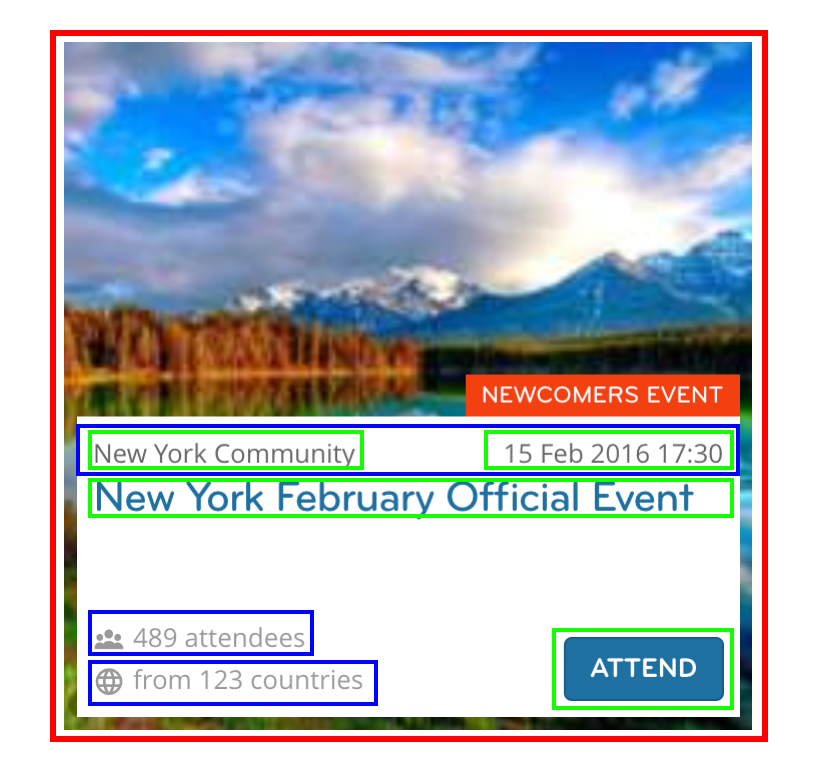 NEWCOMERS EVENT
New York Community 15 Feb 2016 17:30
New York February Official Event
489 attendees
from 123 countries
ATTEND